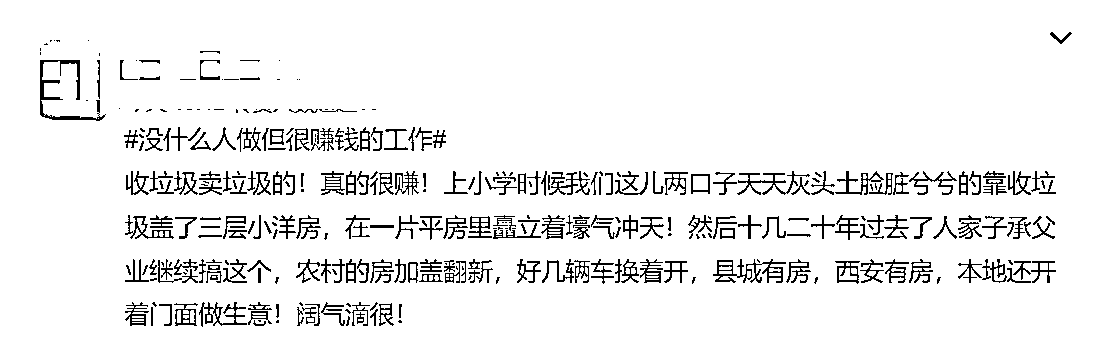 #没什么人做但很赚钱的工作#
收垃圾卖垃圾的！真的很赚！上小学时候我们这儿两口子天天灰头土脸脏兮兮的靠收垃
圾盖了三层小洋房，在一片平房里矗立着壕气冲天！然后十几二十年过去了人家子承父
业继续搞这个，农村的房加盖翻新，好几辆车换着开，县城有房，西安有房，本地还开
着门面做生意！阔气滴很！